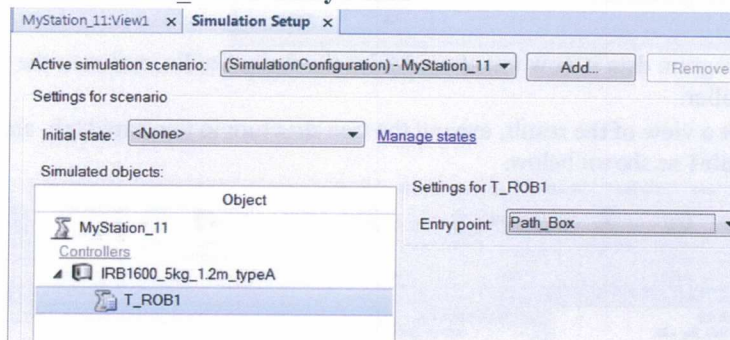 MyStation_11:View1 x Simulation Setup x
Active simulation scenario: (SimulationConfiguration) - MyStation_11 Add... Remove
Settings for scenario
Initial state: <None> Manage states
Simulated objects:
Object
MyStation_11
Controllers
IRB1600_5kg_1.2m_typeA
T_ROB1
Settings for T_ROB1
Entry point: Path_Box